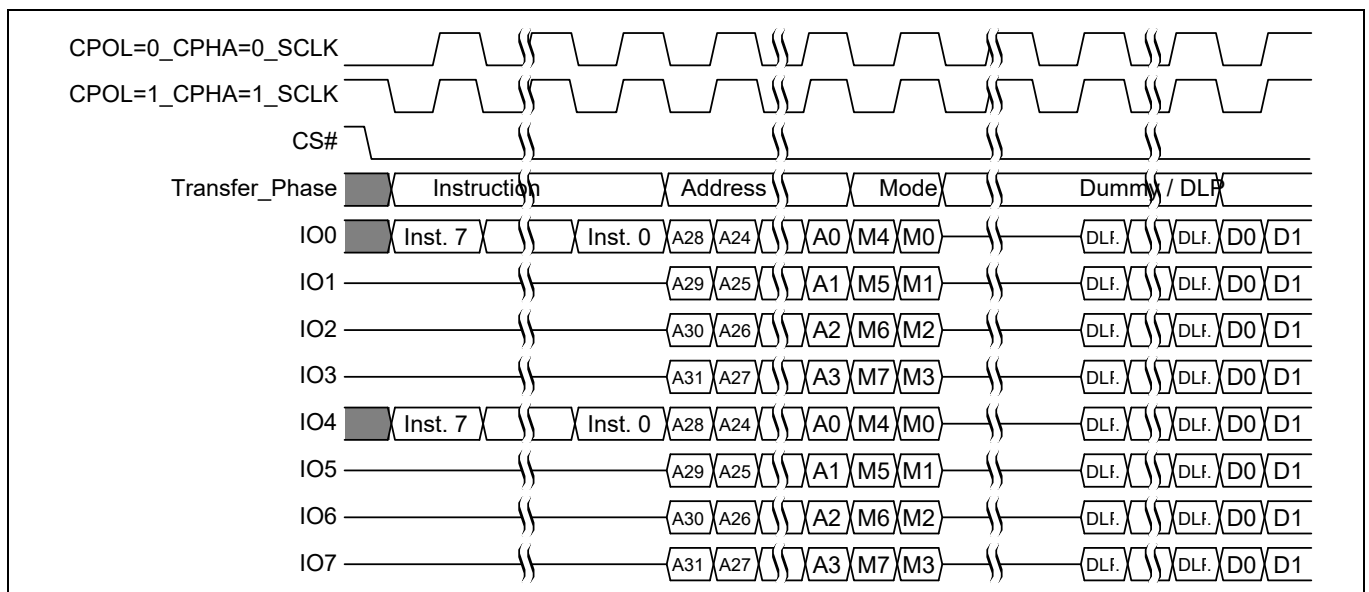 CPOL=0_CPHA=0_SCLK
CPOL=1_CPHA=1_SCLK
CS#
Transfer_Phase Instruction Address Mode Dummy / DLP
IO0 Inst. 7 Inst. 0 A28 A24 A0 M4 M0 DLP. DLP. D0 D1
IO1 A29 A25 A1 M5 M1 DLP. DLP. D0 D1
IO2 A30 A26 A2 M6 M2 DLP. DLP. D0 D1
IO3 A31 A27 A3 M7 M3 DLP. DLP. D0 D1
IO4 Inst. 7 Inst. 0 A28 A24 A0 M4 M0 DLP. DLP. D0 D1
IO5 A29 A25 A1 M5 M1 DLP. DLP. D0 D1
IO6 A30 A26 A2 M6 M2 DLP. DLP. D0 D1
IO7 A31 A27 A3 M7 M3 DLP. DLP. D0 D1